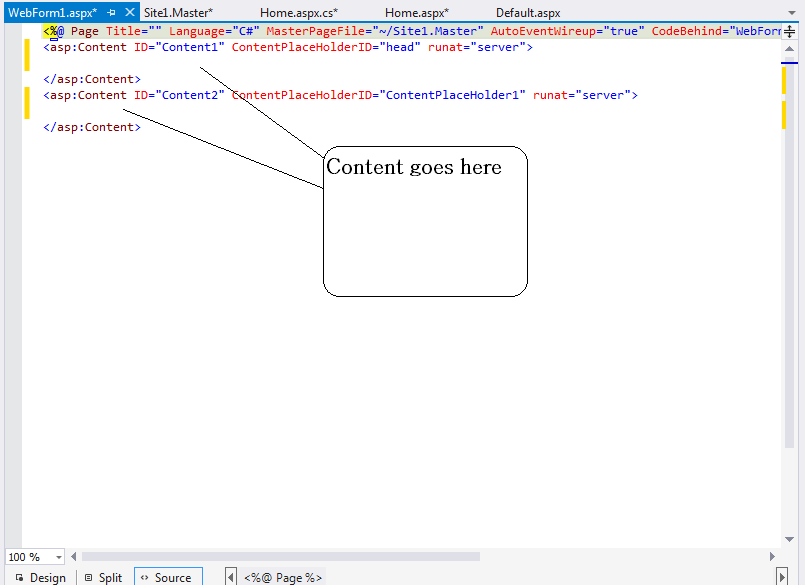 WebForm1.aspx* Site1.Master* Home.aspx.cs* Home.aspx* Default.aspx
<%@ Page Title="" Language="C#" MasterPageFile="~/Site1.Master" AutoEventWireup="true" CodeBehind="WebForm
<asp:Content ID="Content1" ContentPlaceHolderID="head" runat="server">
</asp:Content>
<asp:Content ID="Content2" ContentPlaceHolderID="ContentPlaceHolder1" runat="server">
</asp:Content>
Content goes here
100 %
Design Split Source <%@ Page %>